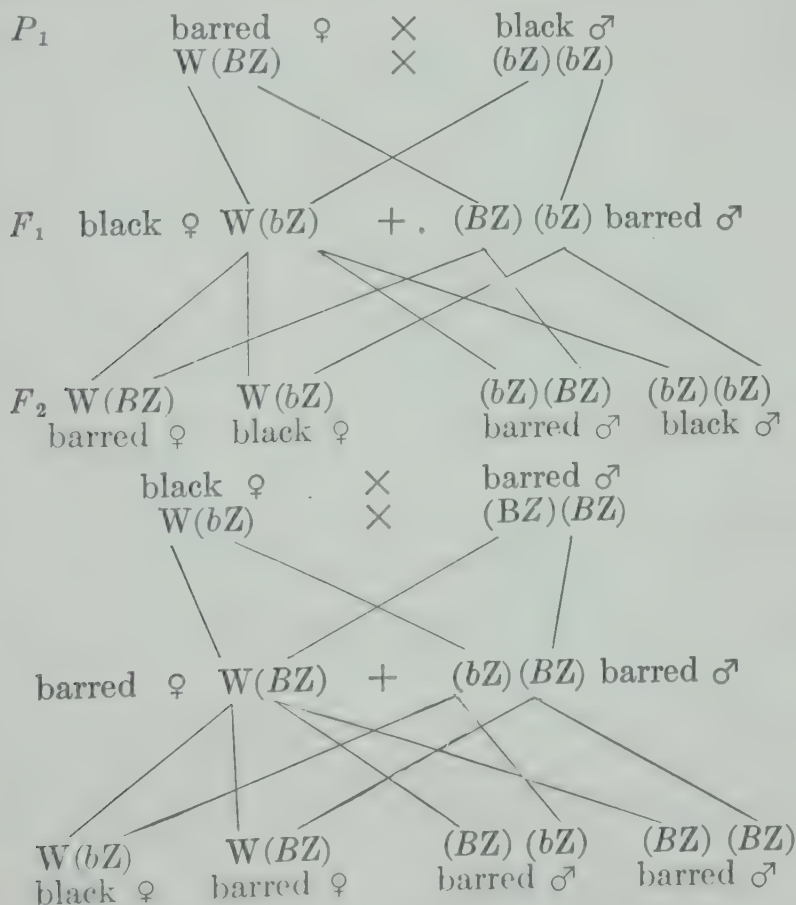 P₁ barred ♀ × black ♂
W(BZ) × (bZ)(bZ)
F₁ black ♀ W(bZ) +. (BZ)(bZ) barred ♂
F₂ W(BZ) W(bZ) (bZ)(BZ) (bZ)(bZ)
barred ♀ black ♀ barred ♂ black ♂
black ♀ . × barred ♂
W(bZ) × (BZ)(BZ)
barred ♀ W(BZ) + (bZ)(BZ) barred ♂
W(bZ) W(BZ) (BZ) (bZ) (BZ) (BZ)
black ♀ barred ♀ barred ♂ barred ♂